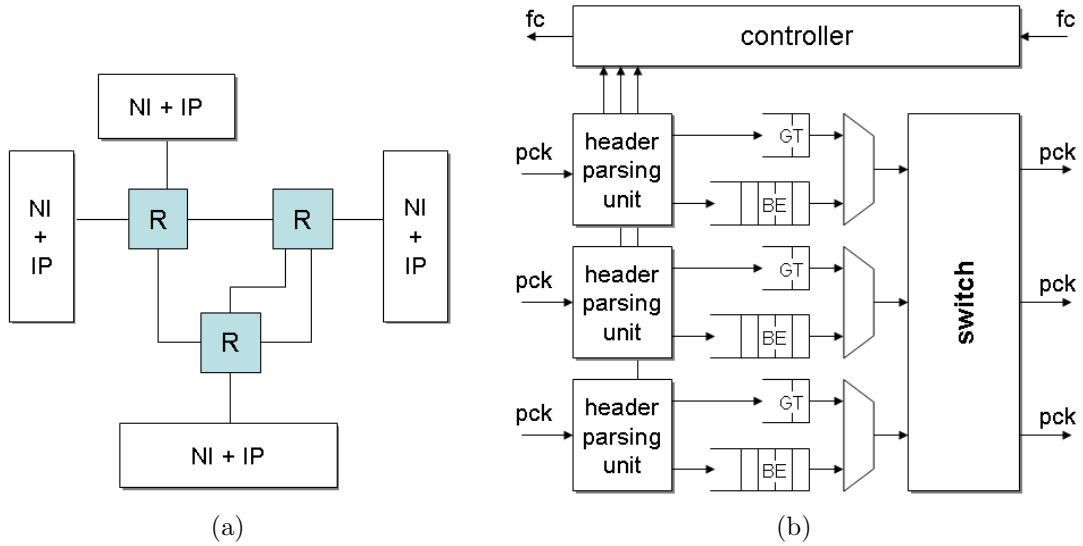 NI + IP
NI
+
IP
R
R
NI
+
IP
R
NI + IP
(a)
fc
controller
fc
pck
header
parsing
unit
GT
BE
pck
pck
header
parsing
unit
GT
BE
pck
pck
header
parsing
unit
GT
BE
pck
switch
(b)